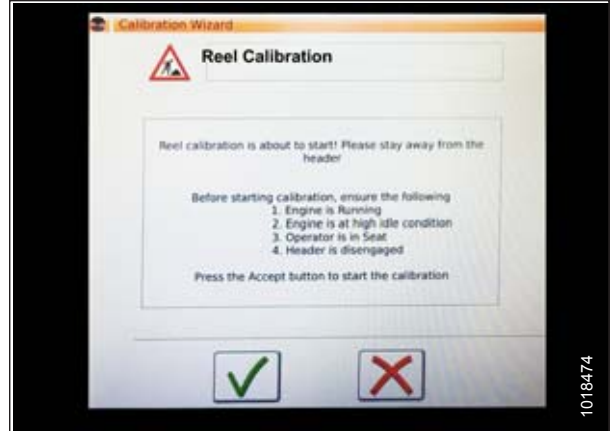 Calibration Wizard
Reel Calibration
Reel calibration is about to start! Please stay away from the
header
Before starting calibration, ensure the following
1. Engine is Running
2. Engine is at high idle condition
3. Operator is in Seat
4. Header is disengaged
Press the Accept button to start the calibration
1018474